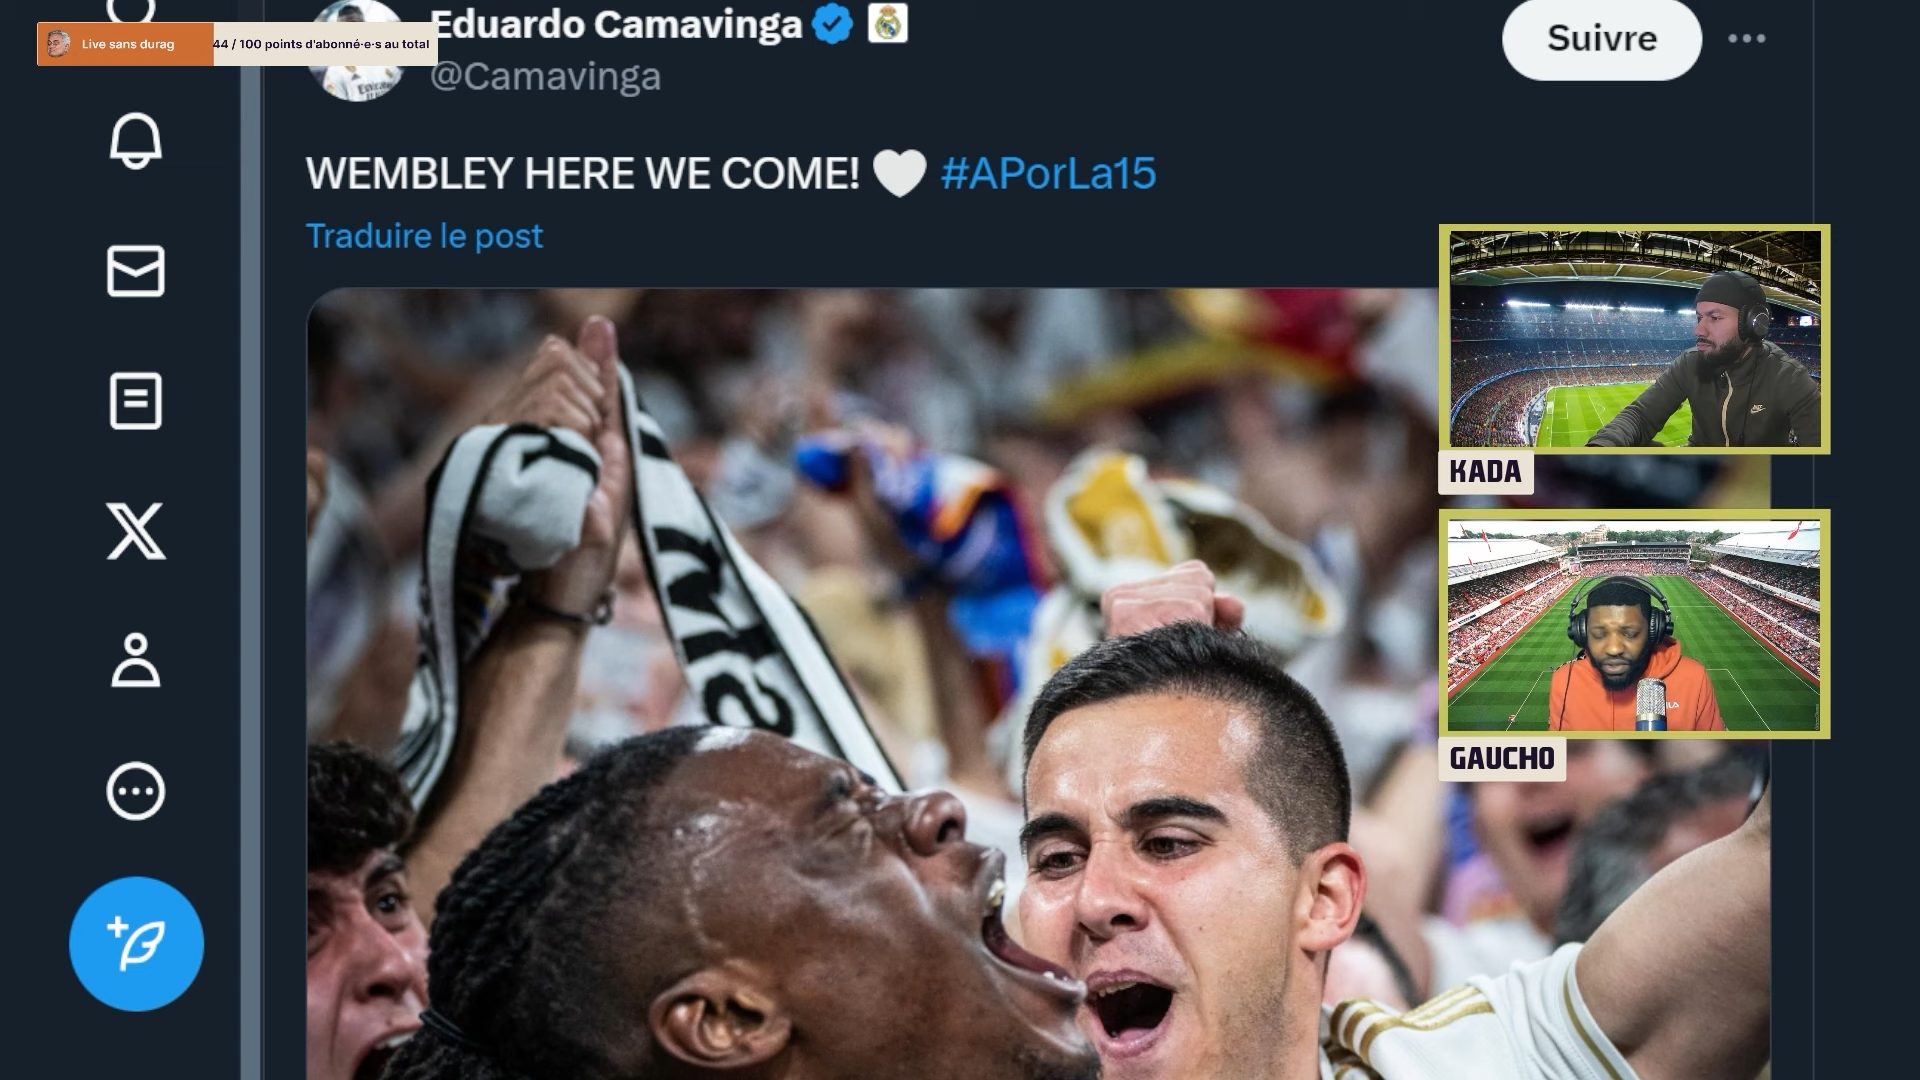 Eduardo Camavinga
Live sans durag
44 / 100 points d'abonné·e·s au total
@Camavinga
Suivre
WEMBLEY HERE WE COME! 🤍 #APorLa15
Traduire le post
KADA
GAUCHO